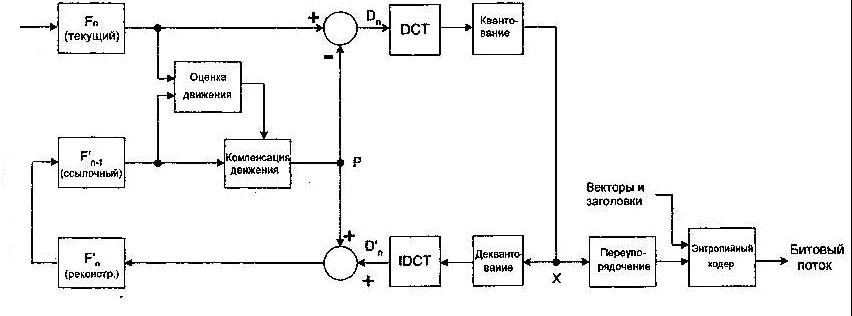 Fn
(текущий)
+
-
Dn
DCT
Кванто-
вание
Оценка
движения
F'n-1
(ссылочный)
Компенсация
движения
P
Векторы и
заголовки
F'n
(реконстр.)
+
+
D'n
IDCT
Декванто-
вание
X
Переупо-
рядочение
Энтропийный
кодер
Битовый
поток